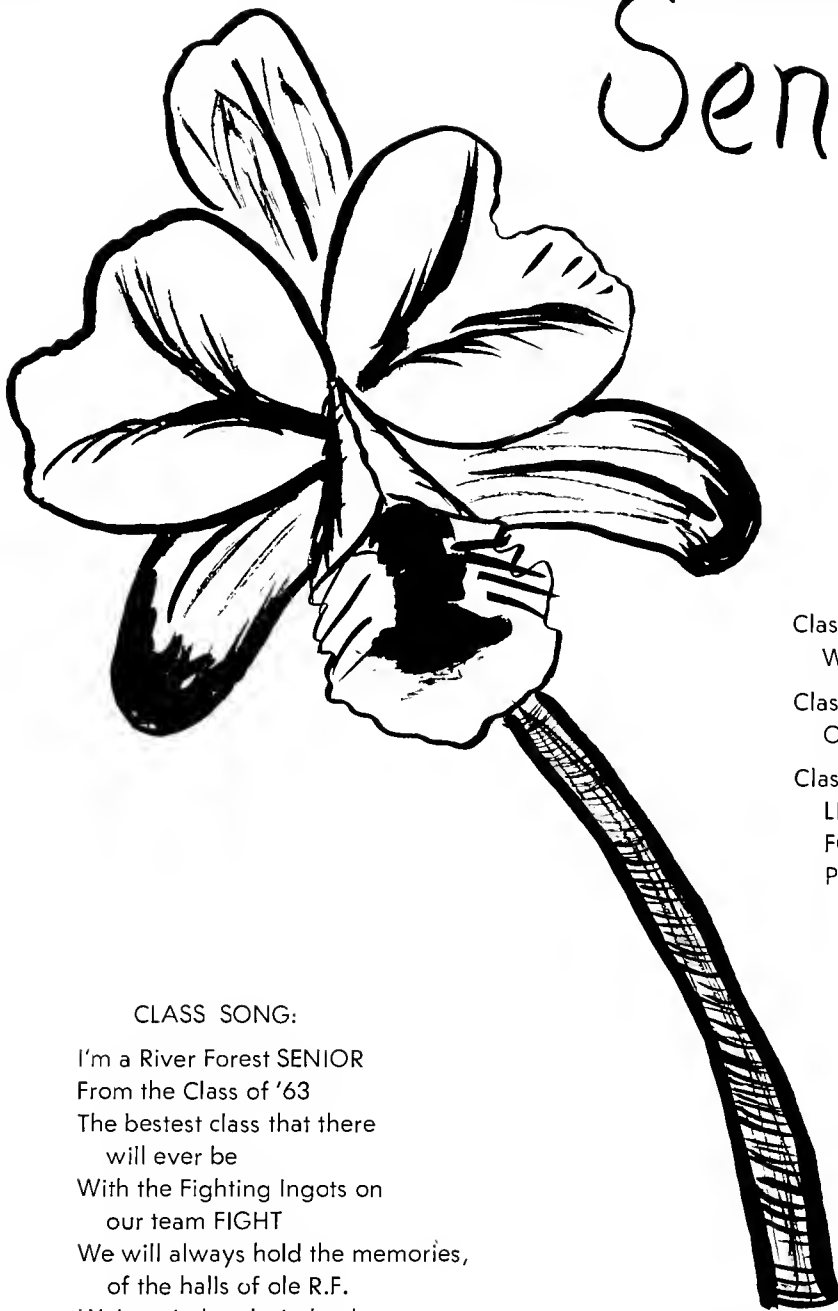 Sen
CLASS SONG:
I'm a River Forest SENIOR
From the Class of '63
The bestest class that there
will ever be
With the Fighting Ingots on
our team FIGHT
We will always hold the memories,
of the halls of ole R.F.
Clas
W
Clas
Clas
P